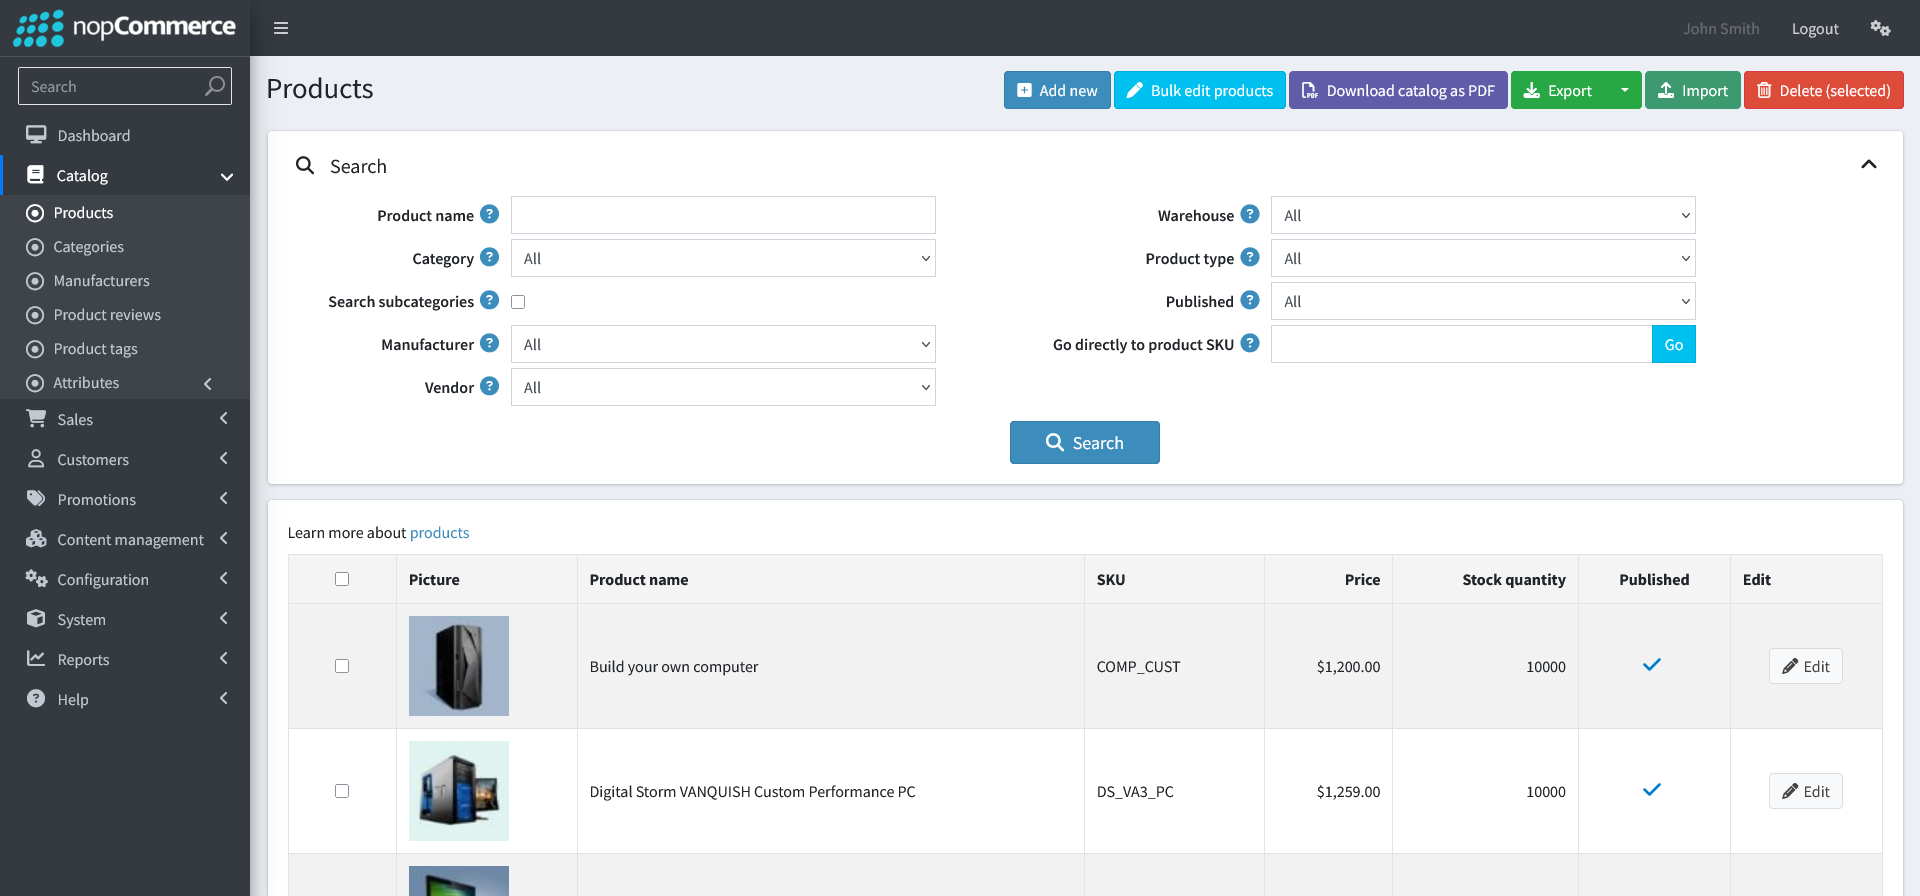 nopCommerce
John Smith
Logout
Search
Dashboard
Catalog
Products
Categories
Manufacturers
Product reviews
Product tags
Attributes
Sales
Customers
Promotions
Content management
Configuration
System
Reports
Help
Products
Add new
Bulk edit products
Download catalog as PDF
Export
Import
Delete (selected)
Search
Product name ?
Category ? All
Search subcategories ?
Manufacturer ? All
Vendor ? All
Warehouse ? All
Product type ? All
Published ? All
Go directly to product SKU ? Go
Search
Learn more about products
Picture Product name SKU Price Stock quantity Published Edit
Build your own computer COMP_CUST $1,200.00 10000 Edit
Digital Storm VANQUISH Custom Performance PC DS_VA3_PC $1,259.00 10000 Edit